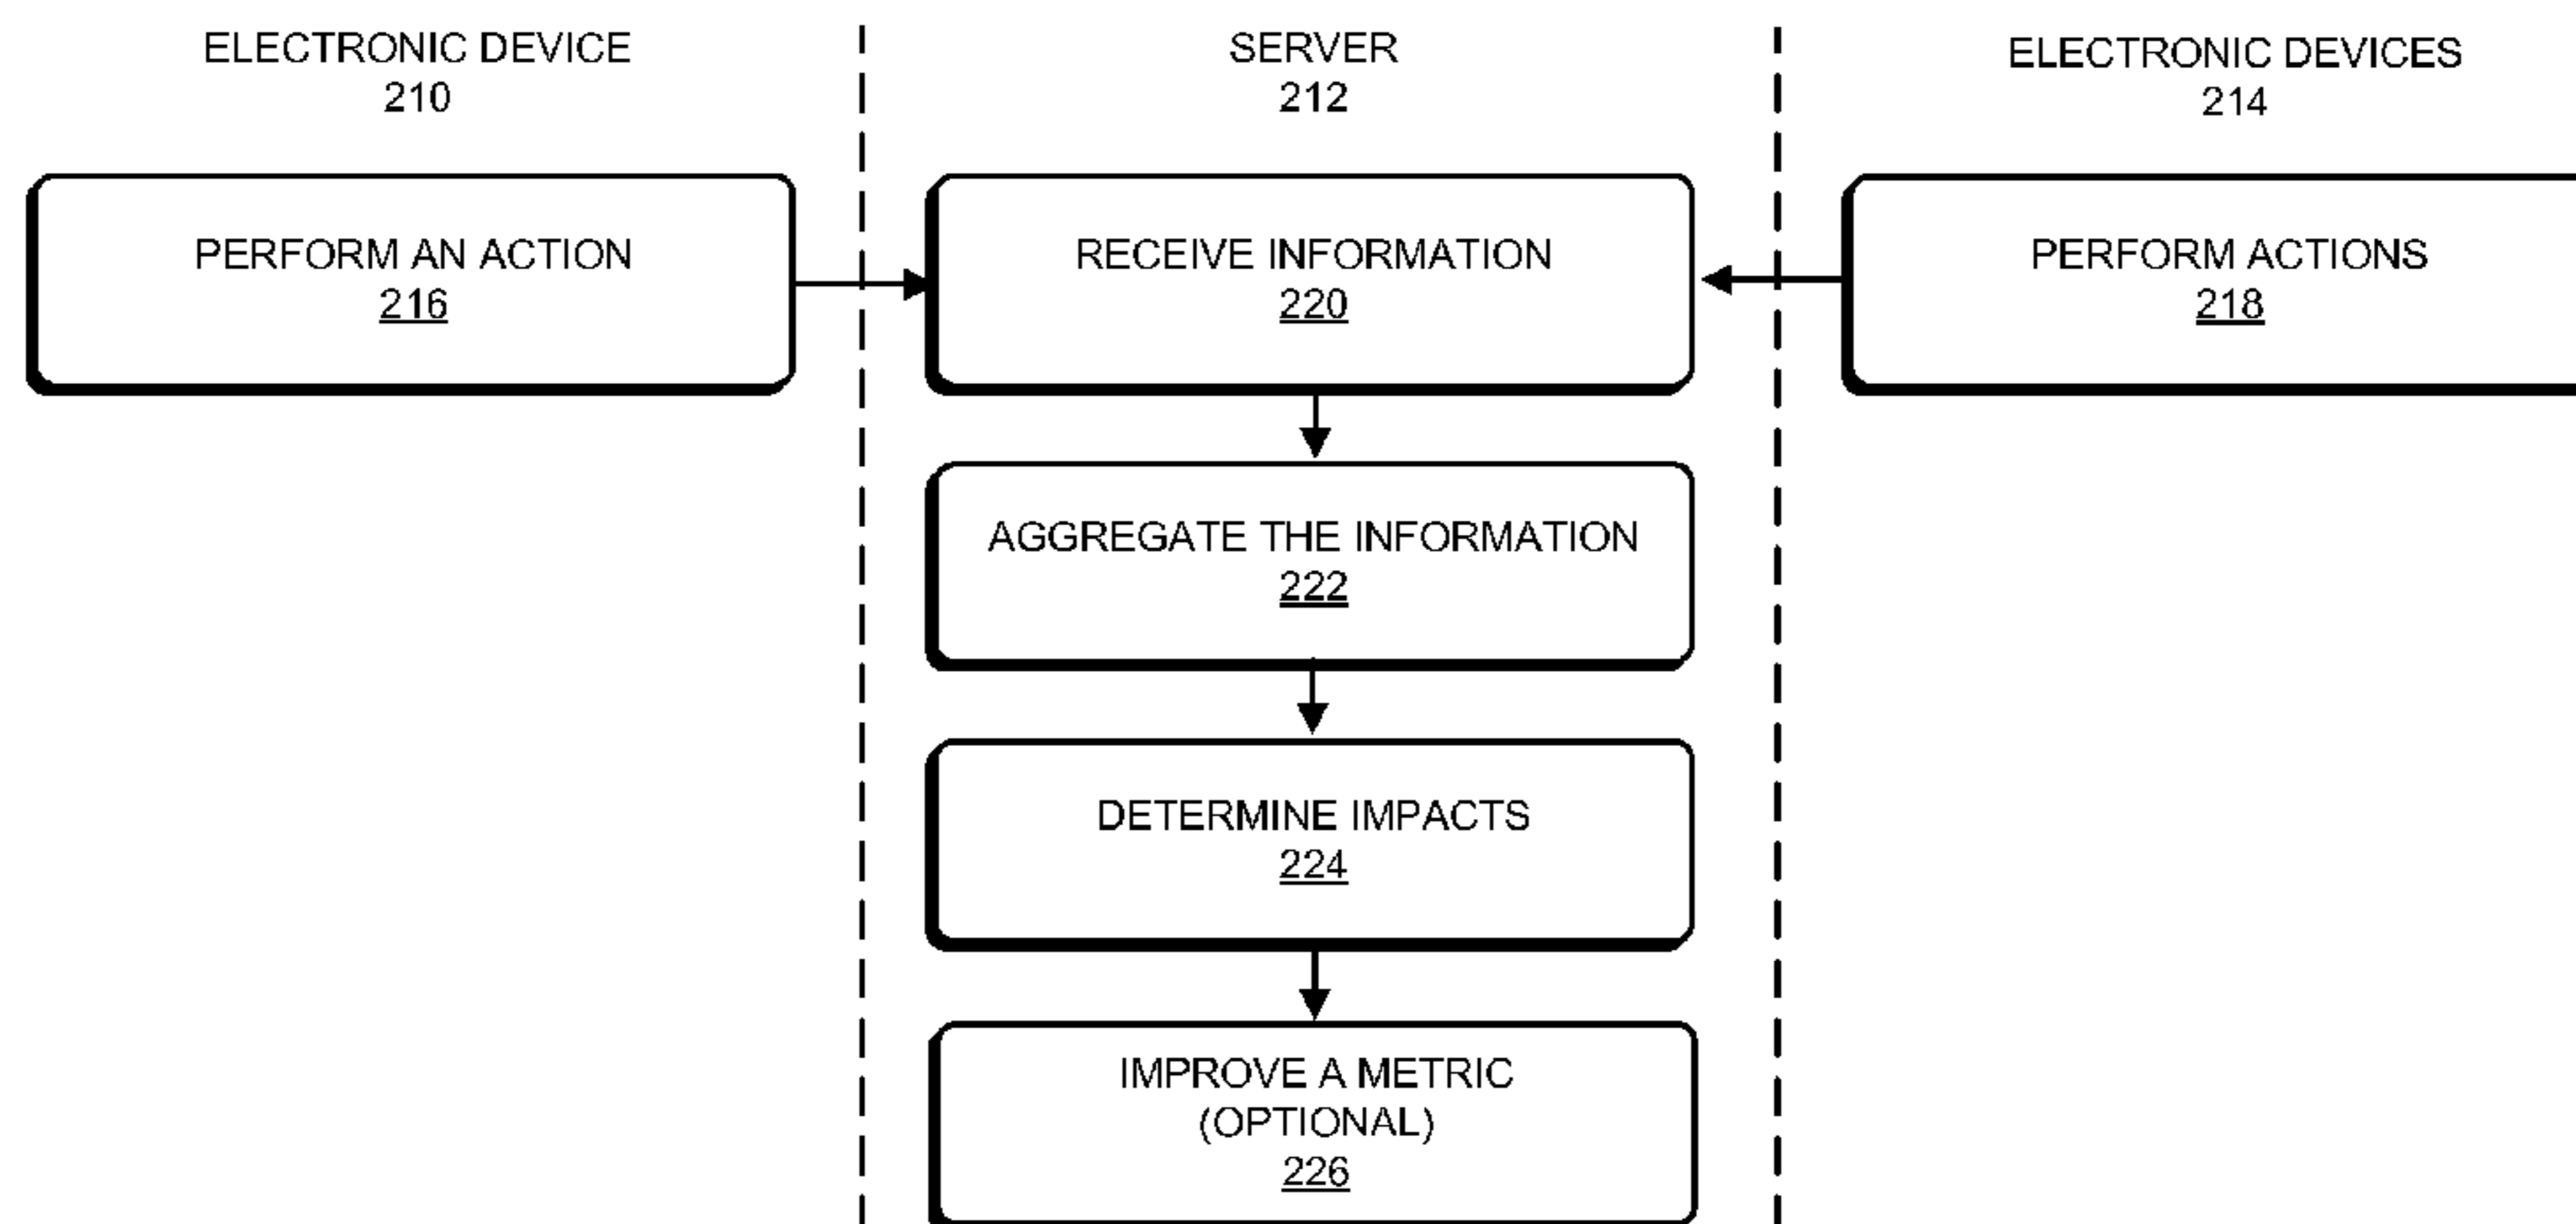 ELECTRONIC DEVICE
210
SERVER
212
ELECTRONIC DEVICES
214
PERFORM AN ACTION
216
RECEIVE INFORMATION
220
PERFORM ACTIONS
218
AGGREGATE THE INFORMATION
222
DETERMINE IMPACTS
224
IMPROVE A METRIC
(OPTIONAL)
226